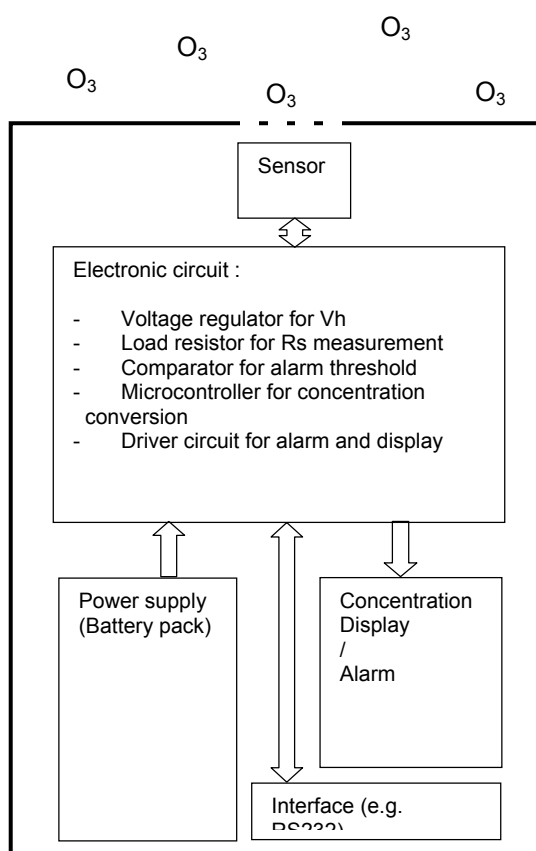 O₃
O₃
O₃
O₃
O₃
Sensor
Electronic circuit :
- Voltage regulator for Vh
- Load resistor for Rs measurement
- Comparator for alarm threshold
- Microcontroller for concentration
conversion
- Driver circuit for alarm and display
Power supply
(Battery pack)
Concentration
Display
/
Alarm
Interface (e.g.
RS232)